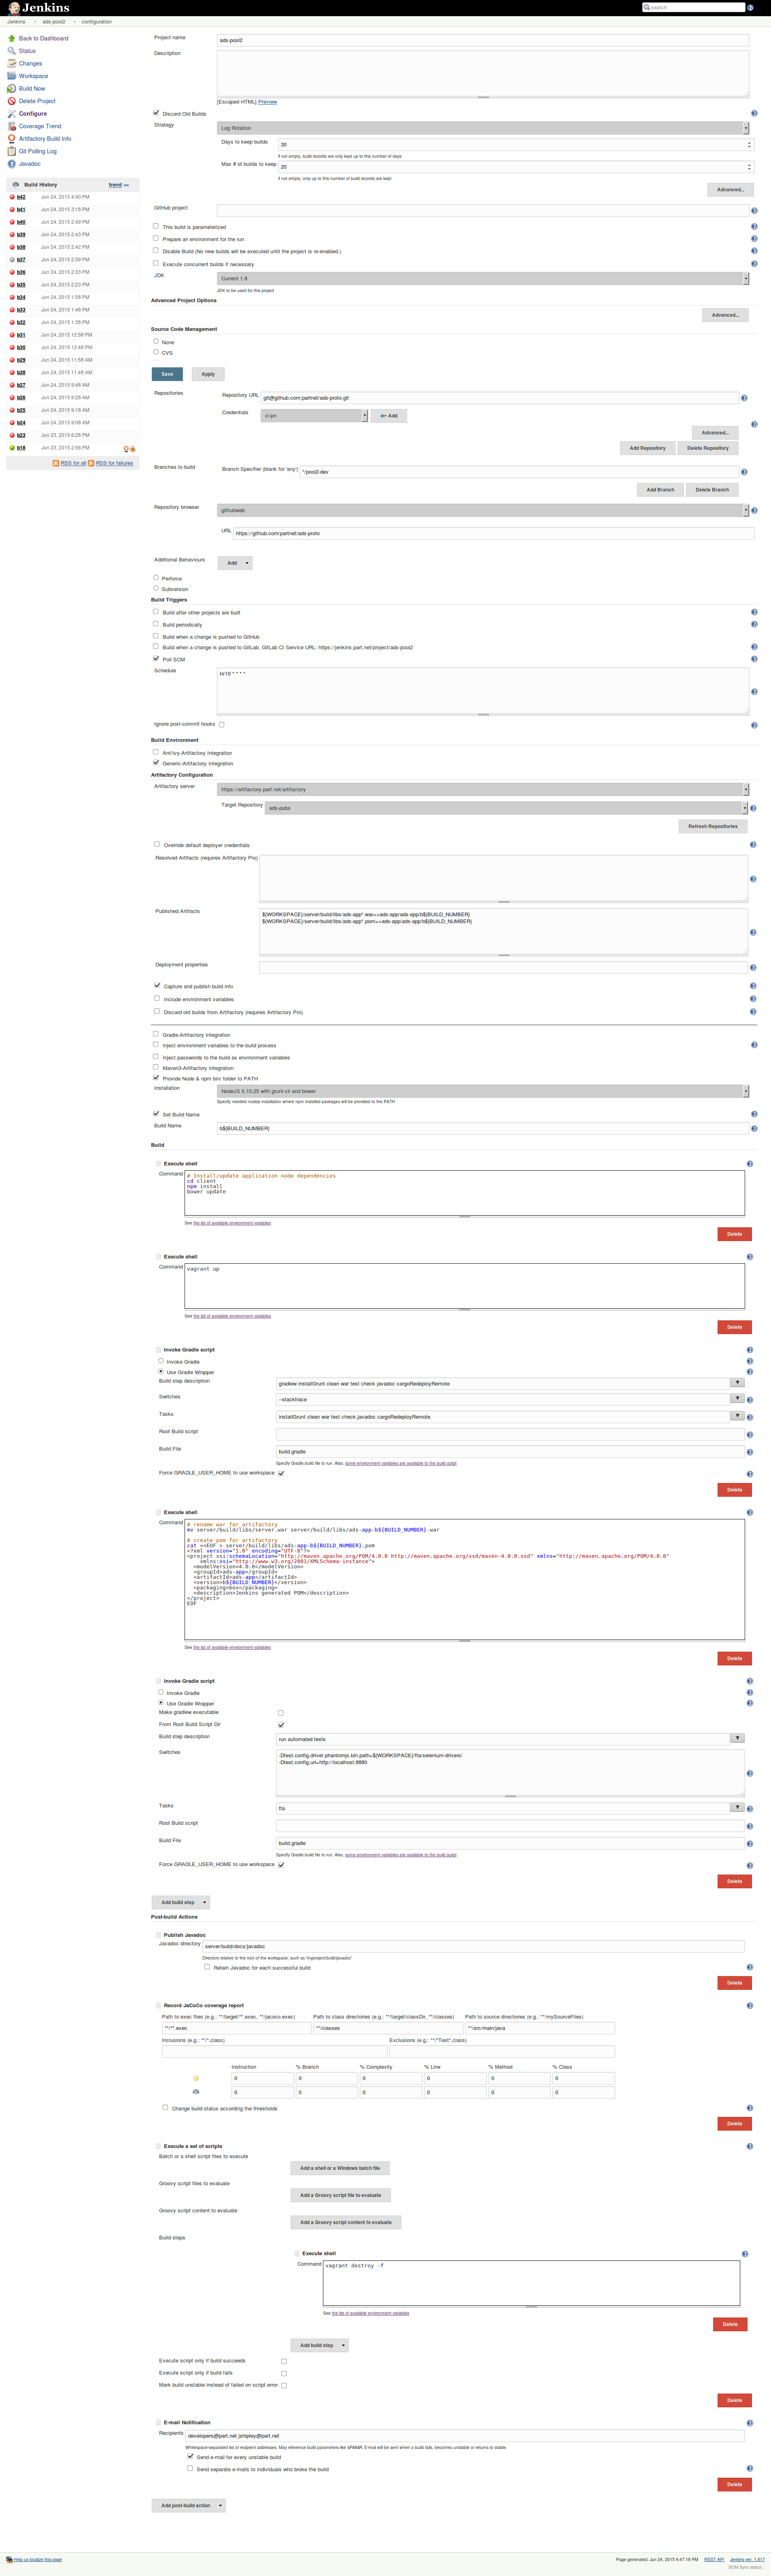 Jenkins
search
Jenkins
ads-pool2
configuration
Back to Dashboard
Status
Changes
Workspace
Build Now
Delete Project
Configure
Coverage Trend
Artifactory Build Info
Git Polling Log
Javadoc
Build History trend
b42 Jun 24, 2015 4:40 PM
b41 Jun 24, 2015 3:18 PM
b40 Jun 24, 2015 2:49 PM
b39 Jun 24, 2015 2:43 PM
b38 Jun 24, 2015 2:42 PM
b37 Jun 24, 2015 2:39 PM
b36 Jun 24, 2015 2:33 PM
b35 Jun 24, 2015 2:23 PM
b34 Jun 24, 2015 1:58 PM
b33 Jun 24, 2015 1:48 PM
b32 Jun 24, 2015 1:38 PM
b31 Jun 24, 2015 12:58 PM
b30 Jun 24, 2015 12:48 PM
b29 Jun 24, 2015 11:58 AM
b28 Jun 24, 2015 11:48 AM
b27 Jun 24, 2015 9:48 AM
b26 Jun 24, 2015 9:28 AM
b25 Jun 24, 2015 9:18 AM
b24 Jun 24, 2015 9:08 AM
b23 Jun 23, 2015 6:28 PM
b18 Jun 23, 2015 2:56 PM
RSS for all RSS for failures
Project name ads-pool2
Description
[Escaped HTML] Preview
Discard Old Builds
Strategy Log Rotation
Days to keep builds 30
if not empty, build records are only kept up to this number of days
Max # of builds to keep 20
if not empty, only up to this number of build records are kept
Advanced...
GitHub project
This build is parameterized
Prepare an environment for the run
Disable Build (No new builds will be executed until the project is re-enabled.)
Execute concurrent builds if necessary
JDK Current 1.8
JDK to be used for this project
Advanced Project Options
Advanced...
Source Code Management
None
CVS
Save Apply
Repositories Repository URL git@github.com:partnet/ads-proto.git
Credentials ci-pn Add
Advanced...
Add Repository Delete Repository
Branches to build Branch Specifier (blank for 'any') */pool2-dev
Add Branch Delete Branch
Repository browser githubweb
URL https://github.com/partnet/ads-proto
Additional Behaviours Add
Perforce
Subversion
Build Triggers
Build after other projects are built
Build periodically
Build when a change is pushed to GitHub
Build when a change is pushed to GitLab. GitLab CI Service URL: https://jenkins.part.net/project/ads-pool2
Poll SCM
Schedule H/10 * * * *
Ignore post-commit hooks
Build Environment
Ant/Ivy-Artifactory Integration
Generic-Artifactory Integration
Artifactory Configuration
Artifactory server https://artifactory.part.net/artifactory
Target Repository ads-pubs
Refresh Repositories
Override default deployer credentials
Resolved Artifacts (requires Artifactory Pro)
Published Artifacts ${WORKSPACE}/server/build/libs/ads-app*.war=>ads-app/ads-app/b${BUILD_NUMBER}
${WORKSPACE}/server/build/libs/ads-app*.pom=>ads-app/ads-app/b${BUILD_NUMBER}
Deployment properties
Capture and publish build info
Include environment variables
Discard old builds from Artifactory (requires Artifactory Pro)
Gradle-Artifactory Integration
Inject environment variables to the build process
Inject passwords to the build as environment variables
Maven3-Artifactory Integration
Provide Node & npm bin/ folder to PATH
Installation NodeJS 0.10.25 with grunt-cli and bower
Specify needed nodejs installation where npm installed packages will be provided to the PATH
Set Build Name
Build Name b${BUILD_NUMBER}
Build
Execute shell
Command # Install/update application node dependencies
cd client
npm install
bower update
See the list of available environment variables
Delete
Execute shell
Command vagrant up
See the list of available environment variables
Delete
Invoke Gradle script
Invoke Gradle
Use Gradle Wrapper
Build step description gradlew installGrunt clean war test check javadoc cargoRedeployRemote
Switches --stacktrace
Tasks installGrunt clean war test check javadoc cargoRedeployRemote
Root Build script
Build File build.gradle
Specify Gradle build file to run. Also, some environment variables are available to the build script
Force GRADLE_USER_HOME to use workspace
Delete
Execute shell
Command # rename war for artifactory
mv server/build/libs/server.war server/build/libs/ads-app-b${BUILD_NUMBER}.war
# create pom for artifactory
cat <<EOF > server/build/libs/ads-app-b${BUILD_NUMBER}.pom
<?xml version="1.0" encoding="UTF-8"?>
<project xsi:schemaLocation="http://maven.apache.org/POM/4.0.0 http://maven.apache.org/xsd/maven-4.0.0.xsd" xmlns="http://maven.apache.org/POM/4.0.0"
xmlns:xsi="http://www.w3.org/2001/XMLSchema-instance">
<modelVersion>4.0.0</modelVersion>
<groupId>ads-app</groupId>
<artifactId>ads-app</artifactId>
<version>b${BUILD_NUMBER}</version>
<packaging>box</packaging>
<description>Jenkins generated POM</description>
</project>
EOF
See the list of available environment variables
Delete
Invoke Gradle script
Invoke Gradle
Use Gradle Wrapper
Make gradlew executable
From Root Build Script Dir
Build step description run automated tests
Switches -Dtest.config.driver.phantomjs.bin.path=${WORKSPACE}/fta/selenium-drivers/
-Dtest.config.url=http://localhost:8880
Tasks fta
Root Build script
Build File build.gradle
Specify Gradle build file to run. Also, some environment variables are available to the build script
Force GRADLE_USER_HOME to use workspace
Delete
Add build step
Post-build Actions
Publish Javadoc
Javadoc directory server/build/docs/javadoc
Directory relative to the root of the workspace, such as 'myproject/build/javadoc'
Retain Javadoc for each successful build
Delete
Record JaCoCo coverage report
Path to exec files (e.g.: **/target/**.exec, **/jacoco.exec) Path to class directories (e.g.: **/target/classDir, **/classes) Path to source directories (e.g.: **/mySourceFiles)
**/**.exec **/classes **/src/main/java
Inclusions (e.g.: **/*.class) Exclusions (e.g.: **/*Test*.class)
Instruction % Branch % Complexity % Line % Method % Class
0 0 0 0 0 0
0 0 0 0 0 0
Change build status according the thresholds
Delete
Execute a set of scripts
Batch or a shell script files to execute
Add a shell or a Windows batch file
Groovy script files to evaluate
Add a Groovy script file to evaluate
Groovy script content to evaluate
Add a Groovy script content to evaluate
Build steps
Execute shell
Command vagrant destroy -f
See the list of available environment variables
Delete
Add build step
Execute script only if build succeeds
Execute script only if build fails
Mark build unstable instead of failed on script error
Delete
E-mail Notification
Recipients developers@part.net jshipley@part.net
Whitespace-separated list of recipient addresses. May reference build parameters like $PARAM. E-mail will be sent when a build fails, becomes unstable or returns to stable.
Send e-mail for every unstable build
Send separate e-mails to individuals who broke the build
Delete
Add post-build action
Help us localize this page
Page generated: Jun 24, 2015 4:47:19 PM REST API Jenkins ver. 1.617
SCM Sync status :